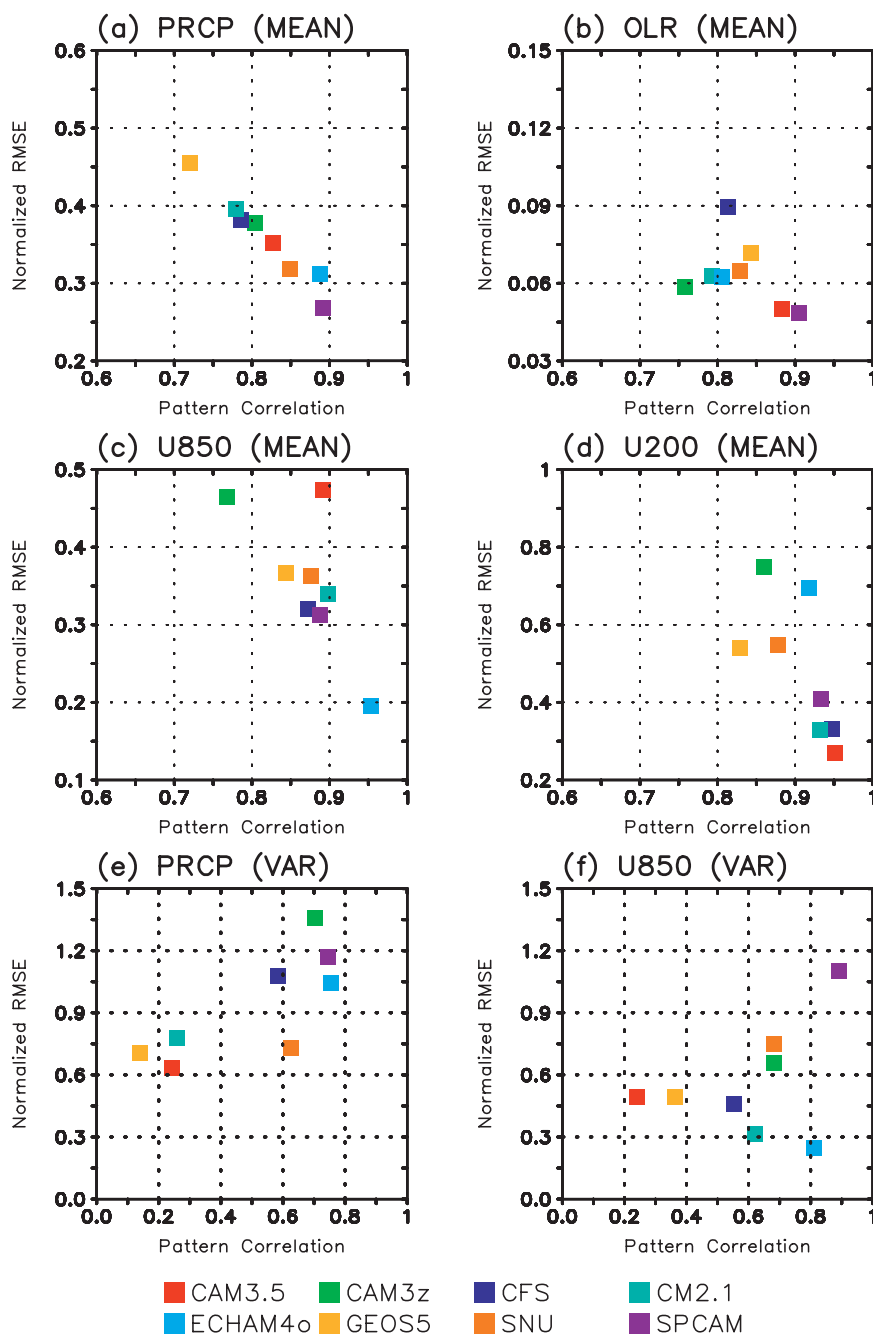 (a) PRCP (MEAN)
0.6
0.5
0.4
0.3
0.2
Normalized RMSE
0.6 0.7 0.8 0.9 1
Pattern Correlation
(b) OLR (MEAN)
0.15
0.12
0.09
0.06
0.03
Normalized RMSE
0.6 0.7 0.8 0.9 1
Pattern Correlation
(c) U850 (MEAN)
0.5
0.4
0.3
0.2
0.1
Normalized RMSE
0.6 0.7 0.8 0.9 1
Pattern Correlation
(d) U200 (MEAN)
1
0.8
0.6
0.4
0.2
Normalized RMSE
0.6 0.7 0.8 0.9 1
Pattern Correlation
(e) PRCP (VAR)
1.5
1.2
0.9
0.6
0.3
0.0
Normalized RMSE
0.0 0.2 0.4 0.6 0.8 1
Pattern Correlation
(f) U850 (VAR)
1.5
1.2
0.9
0.6
0.3
0.0
Normalized RMSE
0.0 0.2 0.4 0.6 0.8 1
Pattern Correlation
CAM3.5 CAM3z CFS CM2.1
ECHAM4o GEOS5 SNU SPCAM